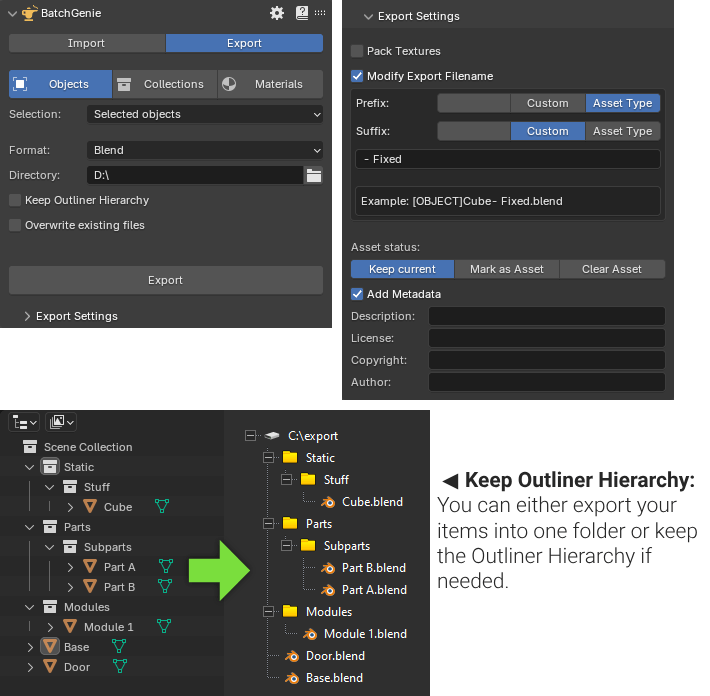 BatchGenie
Import
Export
Objects
Collections
Materials
Selection:
Selected objects
Format:
Blend
Directory:
D:\
Keep Outliner Hierarchy
Overwrite existing files
Export
Export Settings
Export Settings
Pack Textures
Modify Export Filename
Prefix:
Custom
Asset Type
Suffix:
Custom
Asset Type
- Fixed
Example: [OBJECT]Cube- Fixed.blend
Asset status:
Keep current
Mark as Asset
Clear Asset
Add Metadata
Description:
License:
Copyright:
Author:
Scene Collection
Static
Stuff
Cube
Parts
Subparts
Part A
Part B
Modules
Module 1
Base
Door
C:\export
Static
Stuff
Cube.blend
Parts
Subparts
Part B.blend
Part A.blend
Modules
Module 1.blend
Door.blend
Base.blend
◀ Keep Outliner Hierarchy:
You can either export your
items into one folder or keep
the Outliner Hierarchy if
needed.